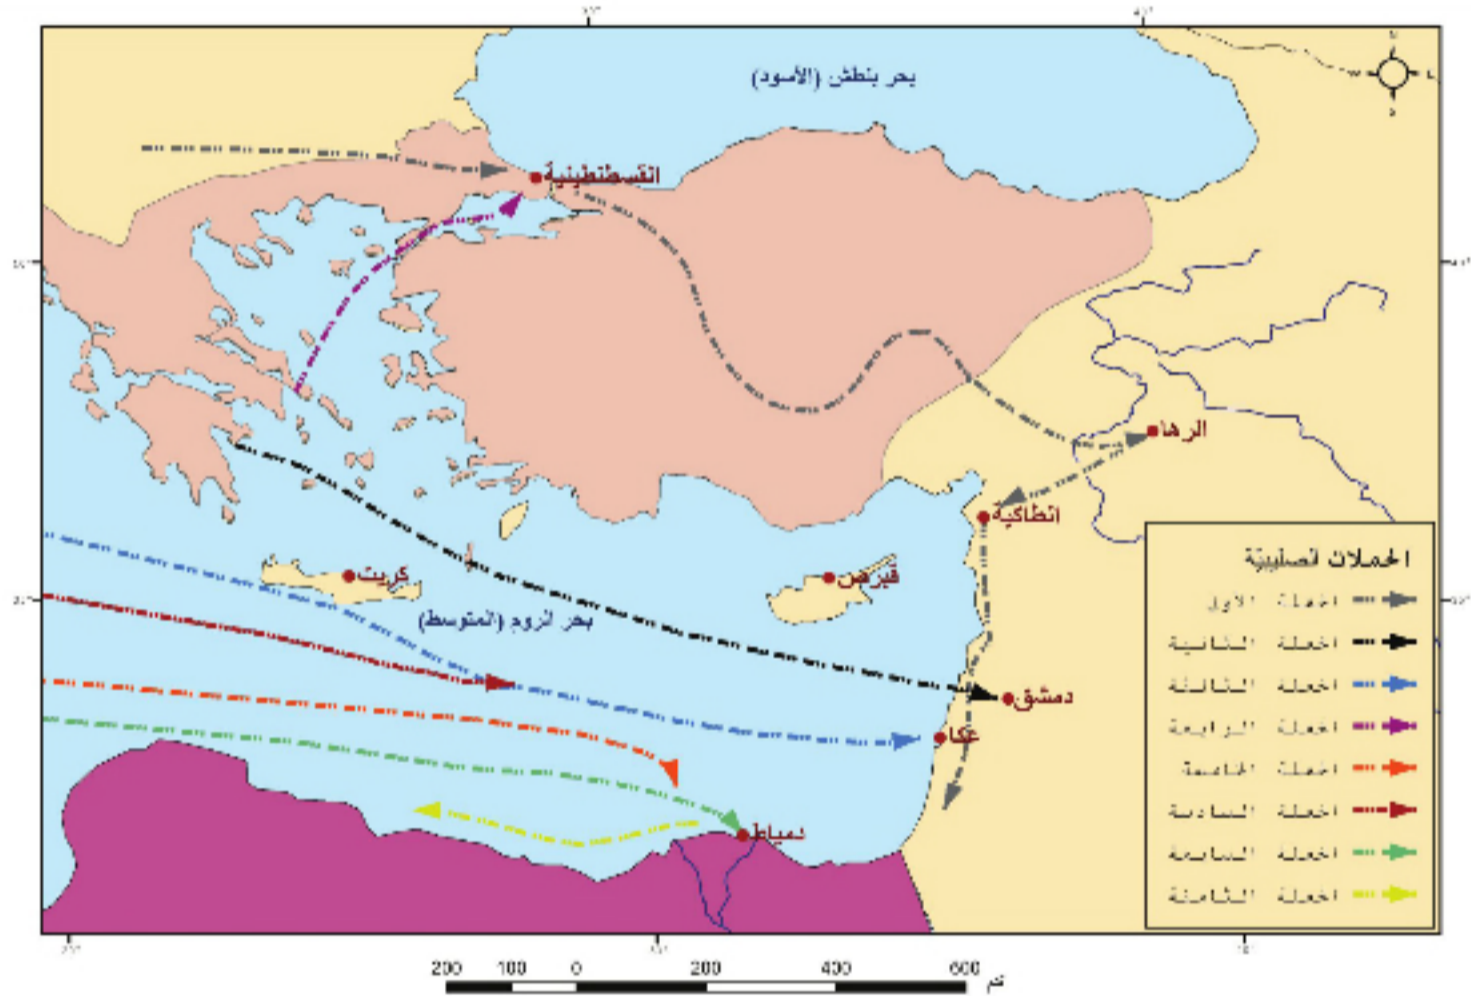 بحر بنطش (الأسود)
القسطنطينية
الرها
انطاكية
قبرص
كريت
بحر الروم (المتوسط)
دمشق
عكا
دمياط
الحملات الصليبية
الحملة الأولى
الحملة الثانية
الحملة الثالثة
الحملة الرابعة
الحملة الخامسة
الحملة السادسة
الحملة السابعة
الحملة الثامنة
200 100 0 200 400 600 كم